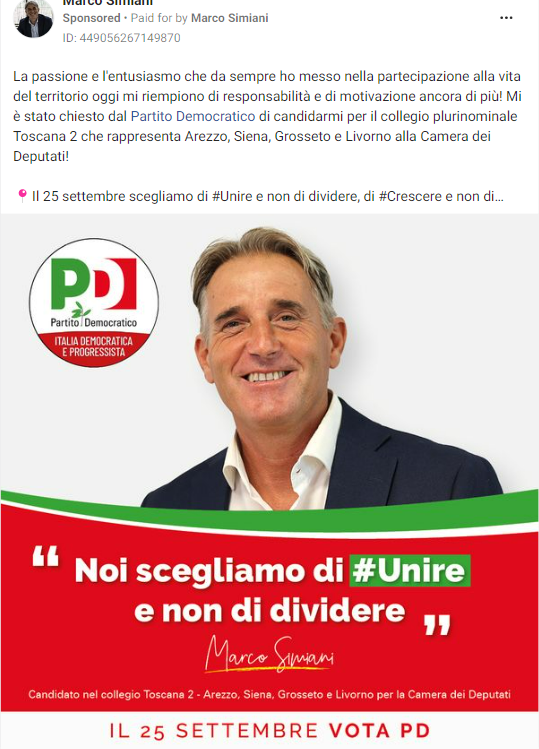 Marco Simiani
Sponsored • Paid for by Marco Simiani
ID: 449056267149870
La passione e l'entusiasmo che da sempre ho messo nella partecipazione alla vita
del territorio oggi mi riempiono di responsabilità e di motivazione ancora di più! Mi
è stato chiesto dal Partito Democratico di candidarmi per il collegio plurinominale
Toscana 2 che rappresenta Arezzo, Siena, Grosseto e Livorno alla Camera dei
Deputati!
📍Il 25 settembre scegliamo di #Unire e non di dividere, di #Crescere e non di...
PD
Partito Democratico
ITALIA DEMOCRATICA
E PROGRESSISTA
“Noi scegliamo di #Unire
e non di dividere”
Marco Simiani
Candidato nel collegio Toscana 2 - Arezzo, Siena, Grosseto e Livorno per la Camera dei Deputati
IL 25 SETTEMBRE VOTA PD